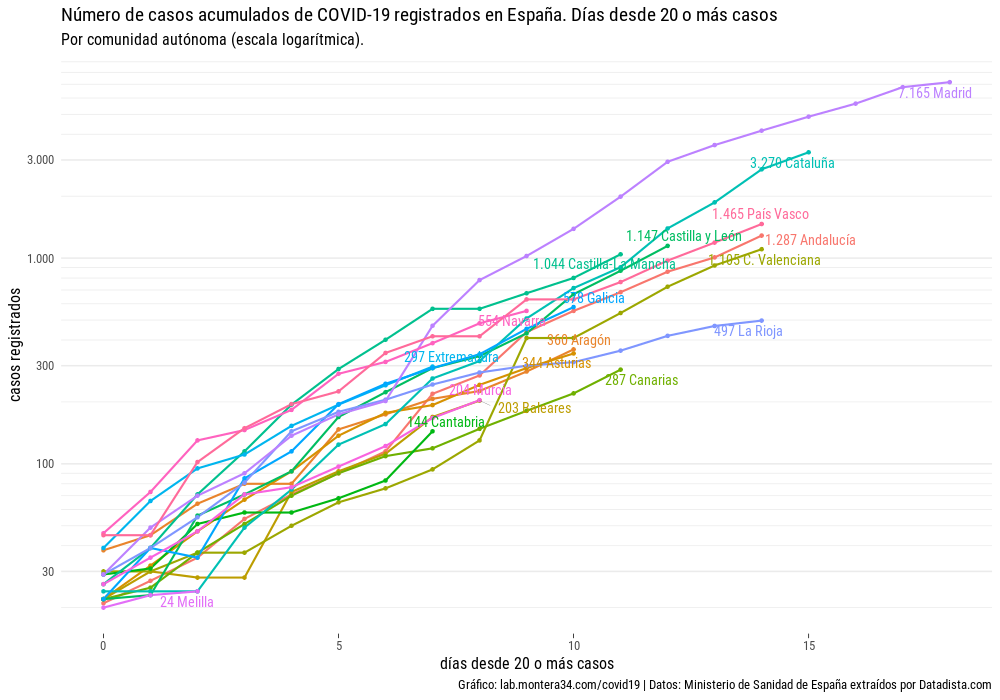 Número de casos acumulados de COVID-19 registrados en España. Días desde 20 o más casos
Por comunidad autónoma (escala logarítmica).
7.165 Madrid
3.000
3.270 Cataluña
1.465 País Vasco
1.147 Castilla y León
1.287 Andalucía
1.000
1.044 Castilla-La Mancha
1.105 C. Valenciana
578 Galicia
554 Navarra
497 La Rioja
360 Aragón
297 Extremadura
300
344 Asturias
287 Canarias
204 Murcia
203 Baleares
144 Cantabria
100
30
24 Melilla
casos registrados
0
5
10
15
días desde 20 o más casos
Gráfico: lab.montera34.com/covid19 | Datos: Ministerio de Sanidad de España extraídos por Datadista.com